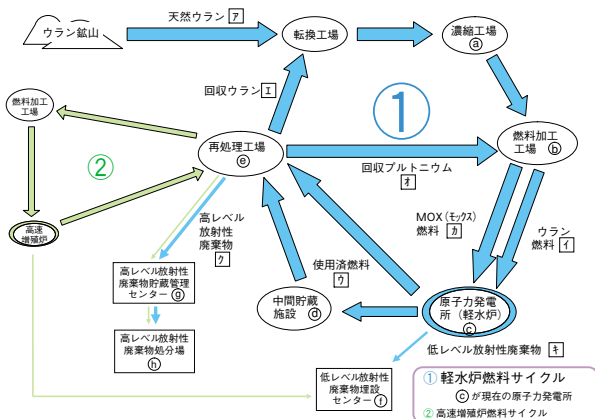 天然ウラン ア
ウラン鉱山
転換工場
濃縮工場
ⓐ
回収ウラン エ
①
燃料加工
工場
再処理工場
ⓔ
燃料加工
工場 ⓑ
②
回収プルトニウム
オ
高速
増殖炉
高レベル
放射性
廃棄物
ク
MOX(モックス)
燃料 カ
ウラン
燃料 イ
使用済燃料
ウ
高レベル放射性
廃棄物貯蔵管理
センター ⓖ
中間貯蔵
施設 ⓓ
原子力発電
所(軽水炉)
ⓒ
高レベル放射性
廃棄物処分場
ⓗ
低レベル放射性廃棄物 キ
低レベル放射性
廃棄物埋設
センター ⓕ
① 軽水炉燃料サイクル
ⓒが現在の原子力発電所
② 高速増殖炉燃料サイクル